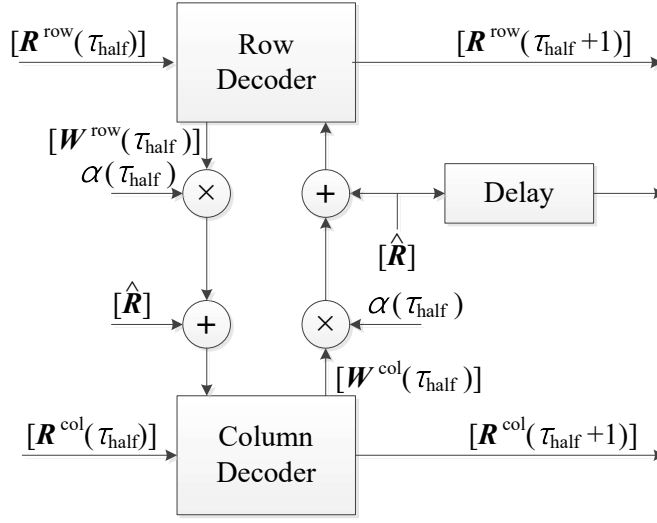 [R^row(τ_half)]
Row
Decoder
[R^row(τ_half+1)]
[W^row(τ_half)]
α(τ_half)
×
+
Delay
[R̂]
[R̂]
+
×
α(τ_half)
[W^col(τ_half)]
[R^col(τ_half)]
Column
Decoder
[R^col(τ_half+1)]